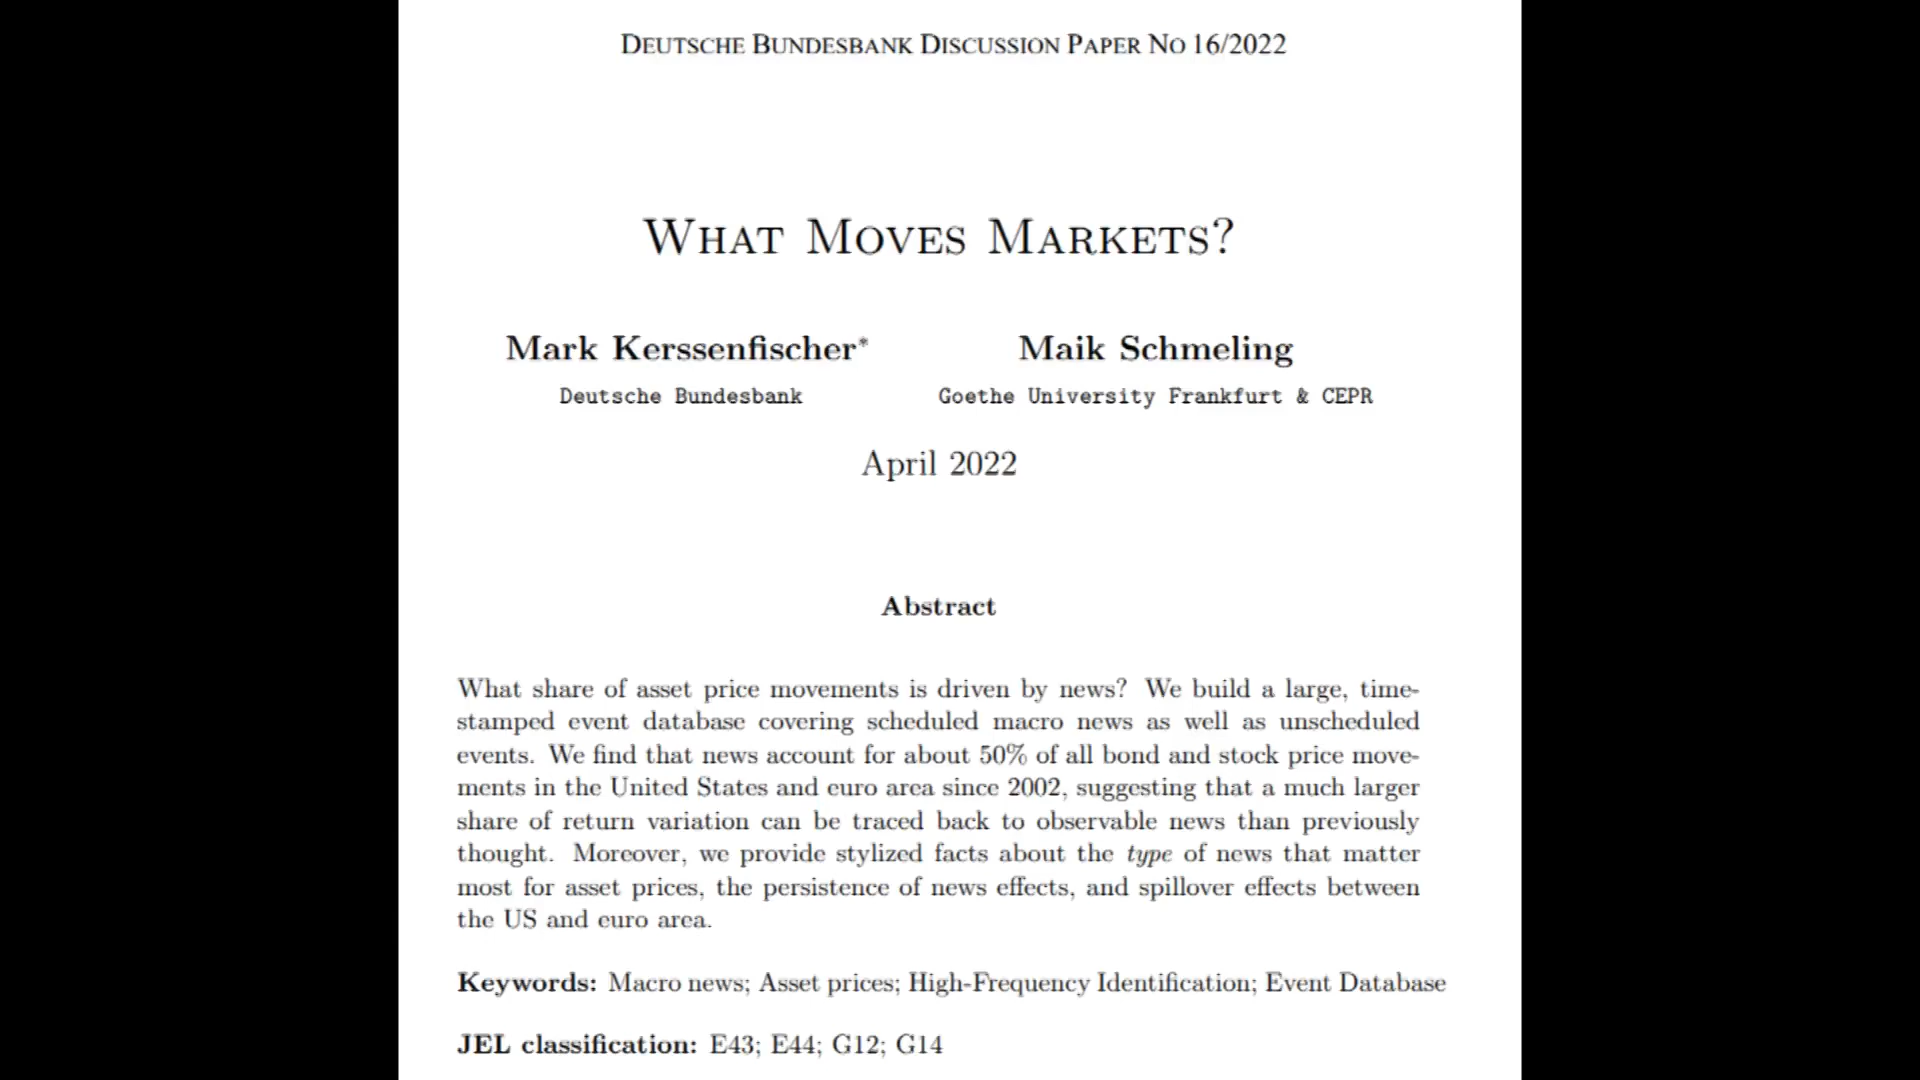 DEUTSCHE BUNDESBANK DISCUSSION PAPER NO 16/2022
WHAT MOVES MARKETS?
Mark Kerssenfischer* Maik Schmeling
Deutsche Bundesbank Goethe University Frankfurt & CEPR
April 2022
Abstract
What share of asset price movements is driven by news? We build a large, time-
stamped event database covering scheduled macro news as well as unscheduled
events. We find that news account for about 50% of all bond and stock price move-
ments in the United States and euro area since 2002, suggesting that a much larger
share of return variation can be traced back to observable news than previously
thought. Moreover, we provide stylized facts about the type of news that matter
most for asset prices, the persistence of news effects, and spillover effects between
the US and euro area.
Keywords: Macro news; Asset prices; High-Frequency Identification; Event Database
JEL classification: E43; E44; G12; G14